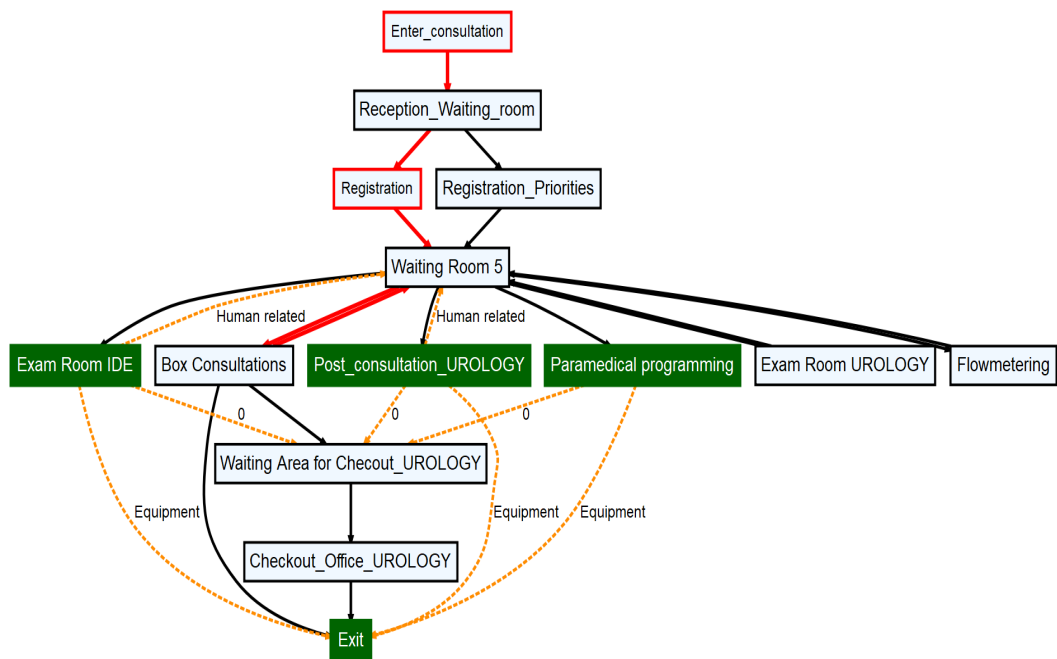 Enter_consultation
Reception_Waiting_room
Registration
Registration_Priorities
Waiting Room 5
Human related
Human related
Exam Room IDE
Box Consultations
Post_consultation_UROLOGY
Paramedical programming
Exam Room UROLOGY
Flowmetering
0
0
0
Waiting Area for Checout_UROLOGY
Equipment
Equipment
Equipment
Checkout_Office_UROLOGY
Exit